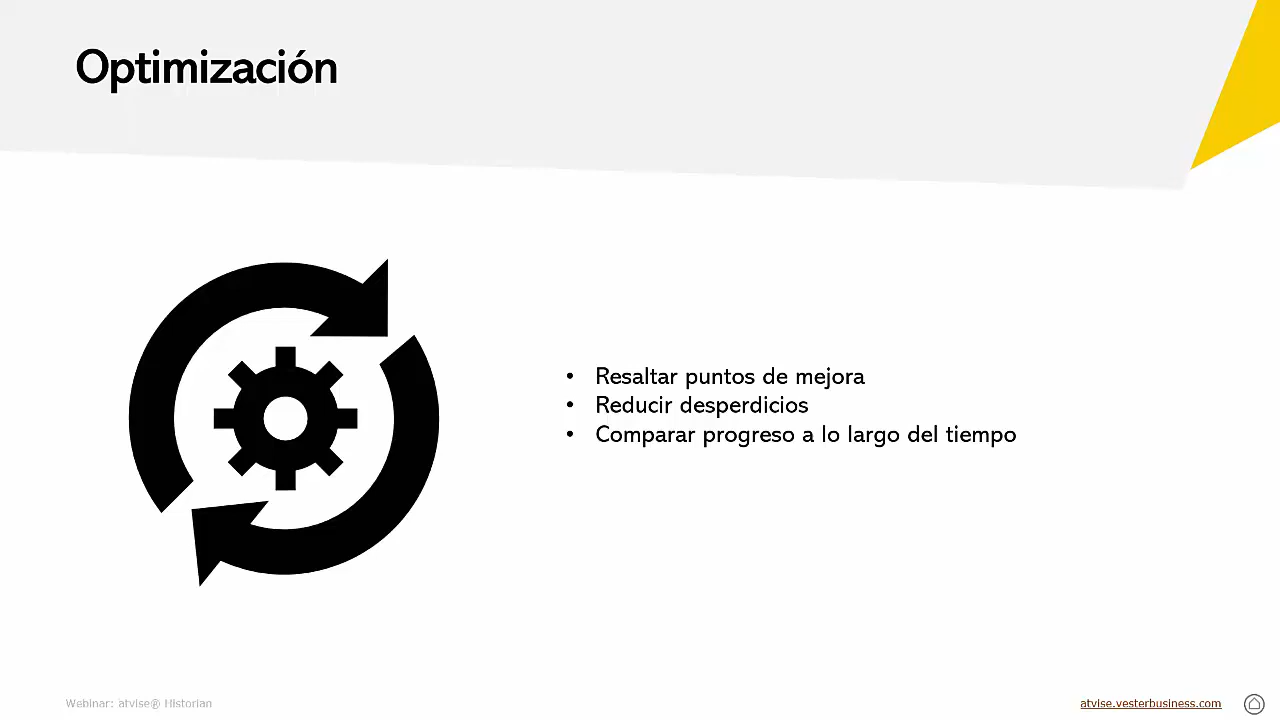 Optimización
• Resaltar puntos de mejora
• Reducir desperdicios
• Comparar progreso a lo largo del tiempo
Webinar: atvise® Historian
atvise.vesterbusiness.com